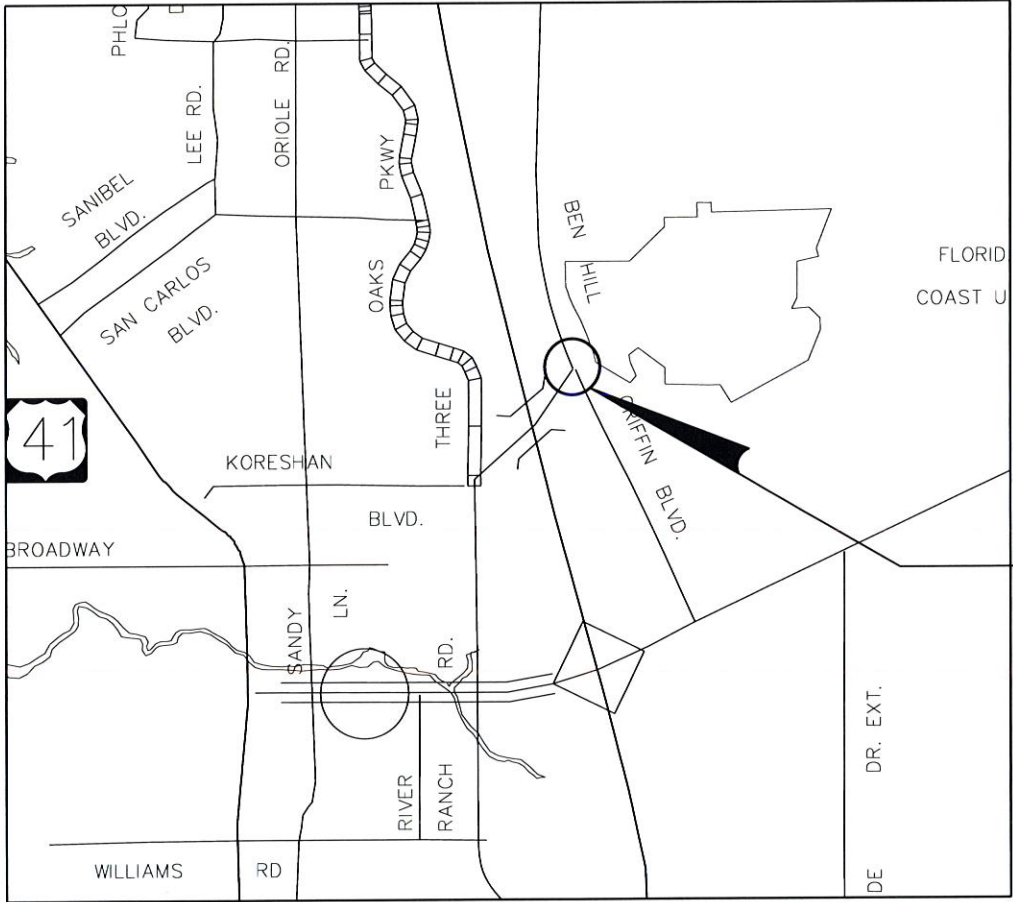 PHLO
LEE RD.
ORIOLE RD.
PKWY
SANIBEL
BLVD.
SAN CARLOS
BLVD.
OAKS
BEN HILL
FLORID
COAST U
41
THREE
GRIFFIN BLVD.
KORESHAN
BLVD.
BROADWAY
SANDY
LN.
RD.
RIVER
RANCH
DR. EXT.
DE
WILLIAMS RD